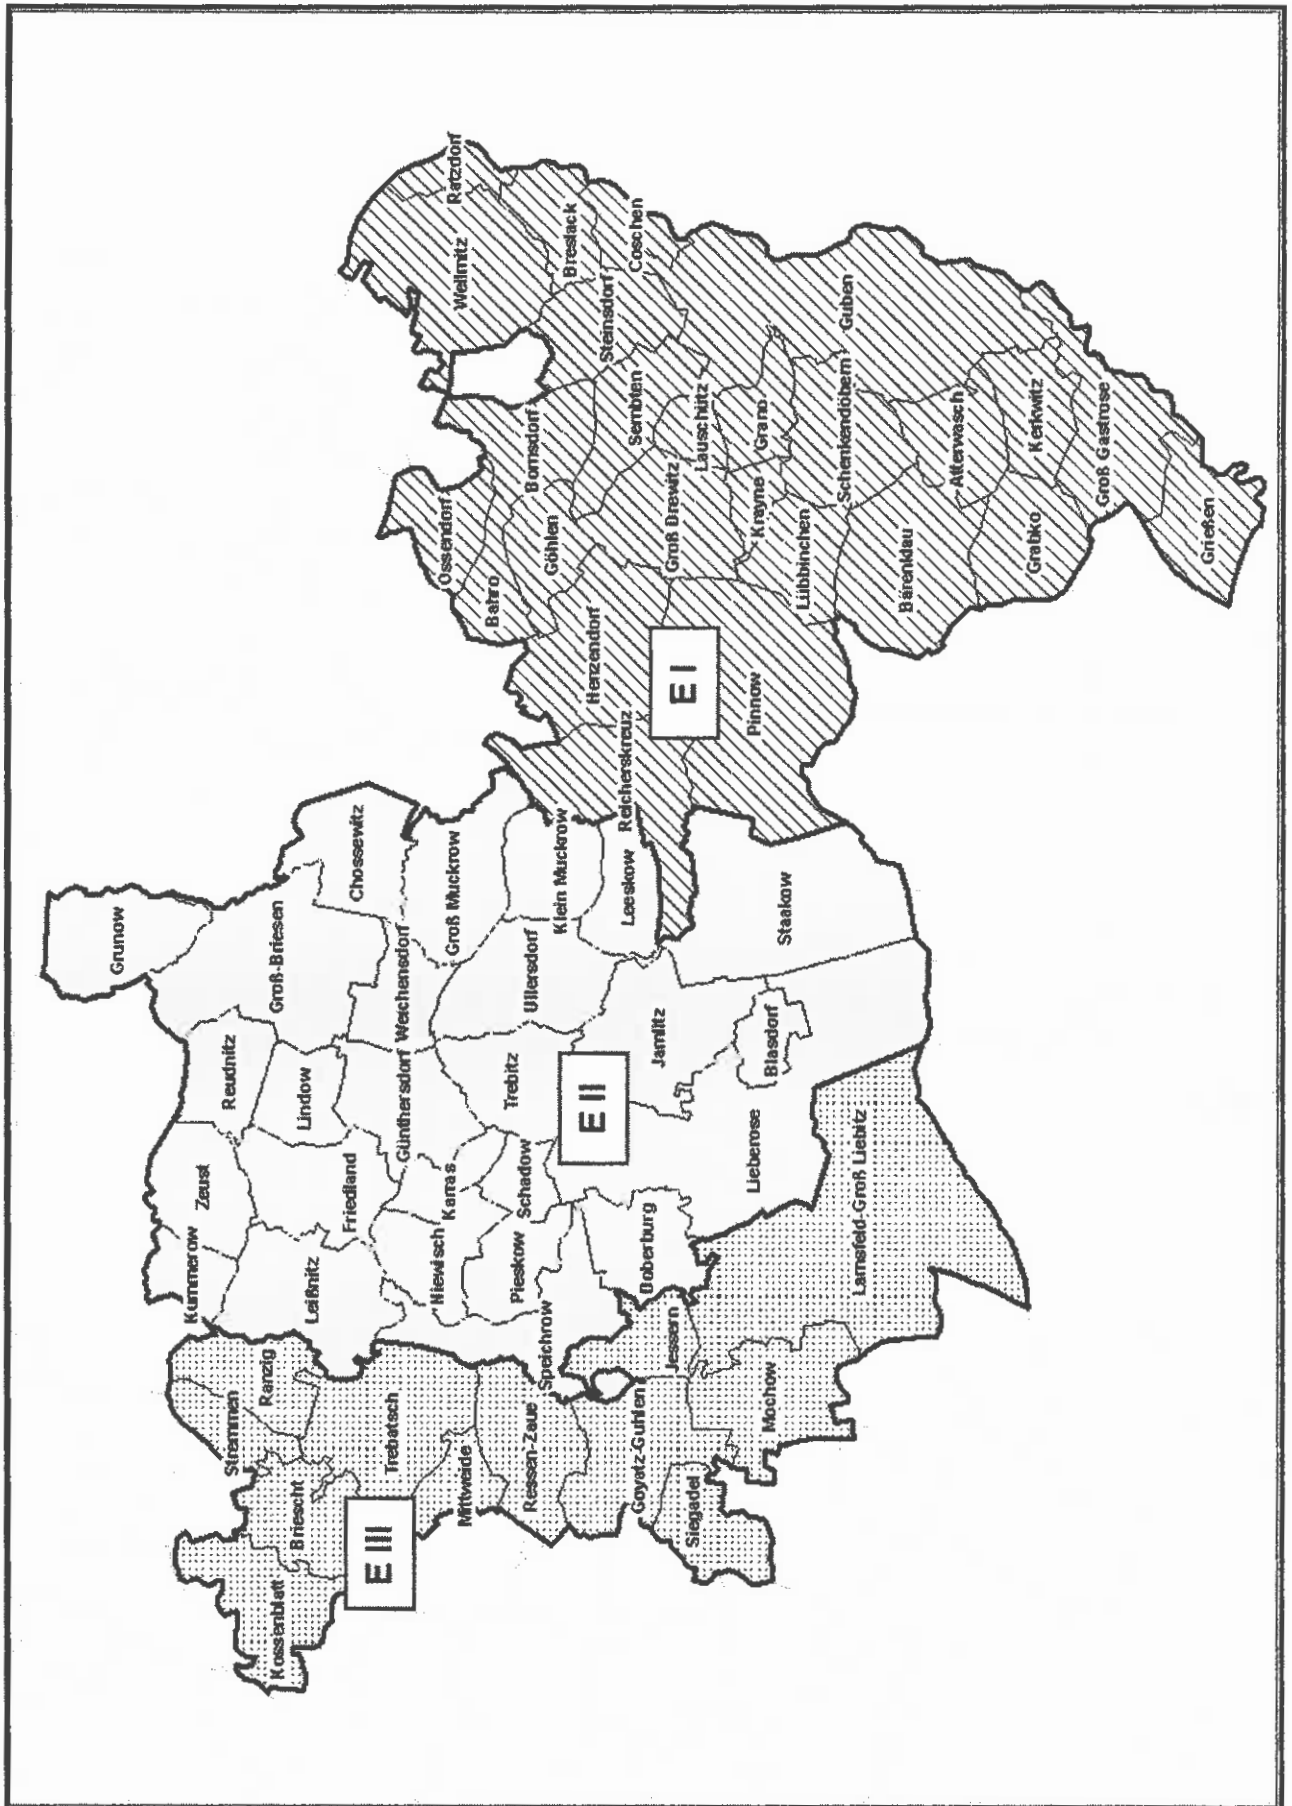 Grunow
Kummerow
Zeust
Reudnitz
Groß-Briesen
Chossewitz
Stremmen
Ranzig
Leißnitz
Friedland
Lindow
Kossenblatt
Briescht
E III
Trebatsch
Mittweide
Niewisch
Karras
Günthersdorf
Weichensdorf
Groß Muckrow
Ressen-Zaue
Speichrow
Pieskow
Schadow
Trebitz
Ullersdorf
Klein Muckrow
E II
Goyatz-Guhlen
Jessern
Doberburg
Jamlitz
Leeskow
Siegadel
Mochow
Lieberose
Blasdorf
Staakow
Lamsfeld-Groß Liebitz
Ratzdorf
Wellmitz
Breslack
Coschen
Steinsdorf
Ossendorf
Bahro
Bomsdorf
Göhlen
Sembten
Henzendorf
Reicherskreuz
E I
Groß Drewitz
Lauschütz
Pinnow
Krayne
Grano
Lübbinchen
Schenkendöbern
Guben
Bärenklau
Atterwasch
Grabko
Kerkwitz
Groß Gastrose
Grießen